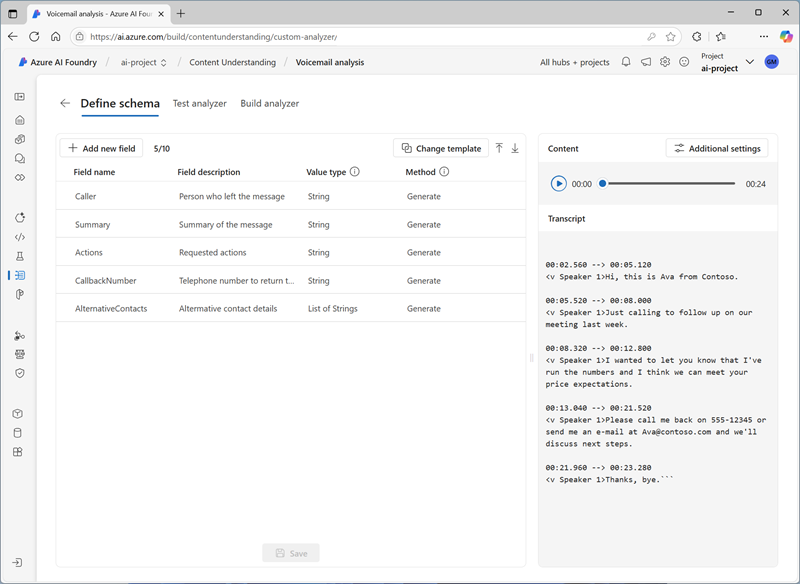 Voicemail analysis - Azure AI Foun
https://ai.azure.com/build/contentunderstanding/custom-analyzer/
Azure AI Foundry / ai-project / Content Understanding / Voicemail analysis
All hubs + projects
Project
ai-project
GM
Define schema Test analyzer Build analyzer
Add new field 5/10 Change template
Field name Field description Value type Method
Caller Person who left the message String Generate
Summary Summary of the message String Generate
Actions Requested actions String Generate
CallbackNumber Telephone number to return t... String Generate
AlternativeContacts Altermative contact details List of Strings Generate
Save
Content Additional settings
00:00 00:24
Transcript
00:02.560 --> 00:05.120
<v Speaker 1>Hi, this is Ava from Contoso.
00:05.520 --> 00:08.000
<v Speaker 1>Just calling to follow up on our
meeting last week.
00:08.320 --> 00:12.800
<v Speaker 1>I wanted to let you know that I've
run the numbers and I think we can meet your
price expectations.
00:13.040 --> 00:21.520
<v Speaker 1>Please call me back on 555-12345 or
send me an e-mail at Ava@contoso.com and we'll
discuss next steps.
00:21.960 --> 00:23.280
<v Speaker 1>Thanks, bye.```